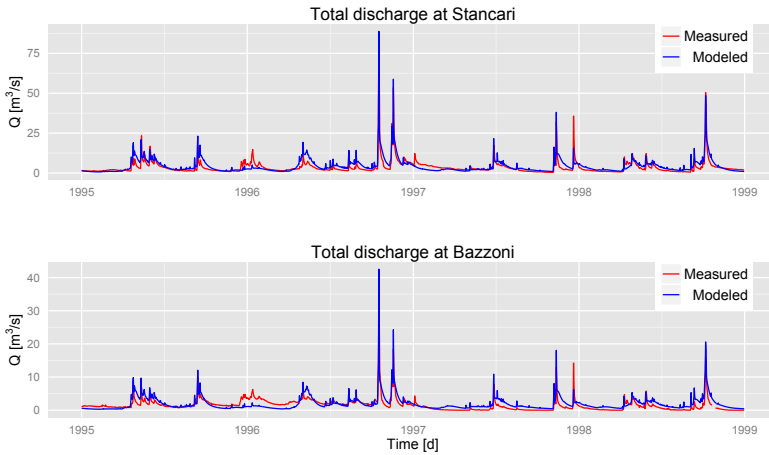 Total discharge at Stancari
Q [m³/s]
75
50
25
0
Measured
Modeled
1995 1996 1997 1998 1999
Total discharge at Bazzoni
Q [m³/s]
40
30
20
10
0
Measured
Modeled
1995 1996 1997 1998 1999
Time [d]